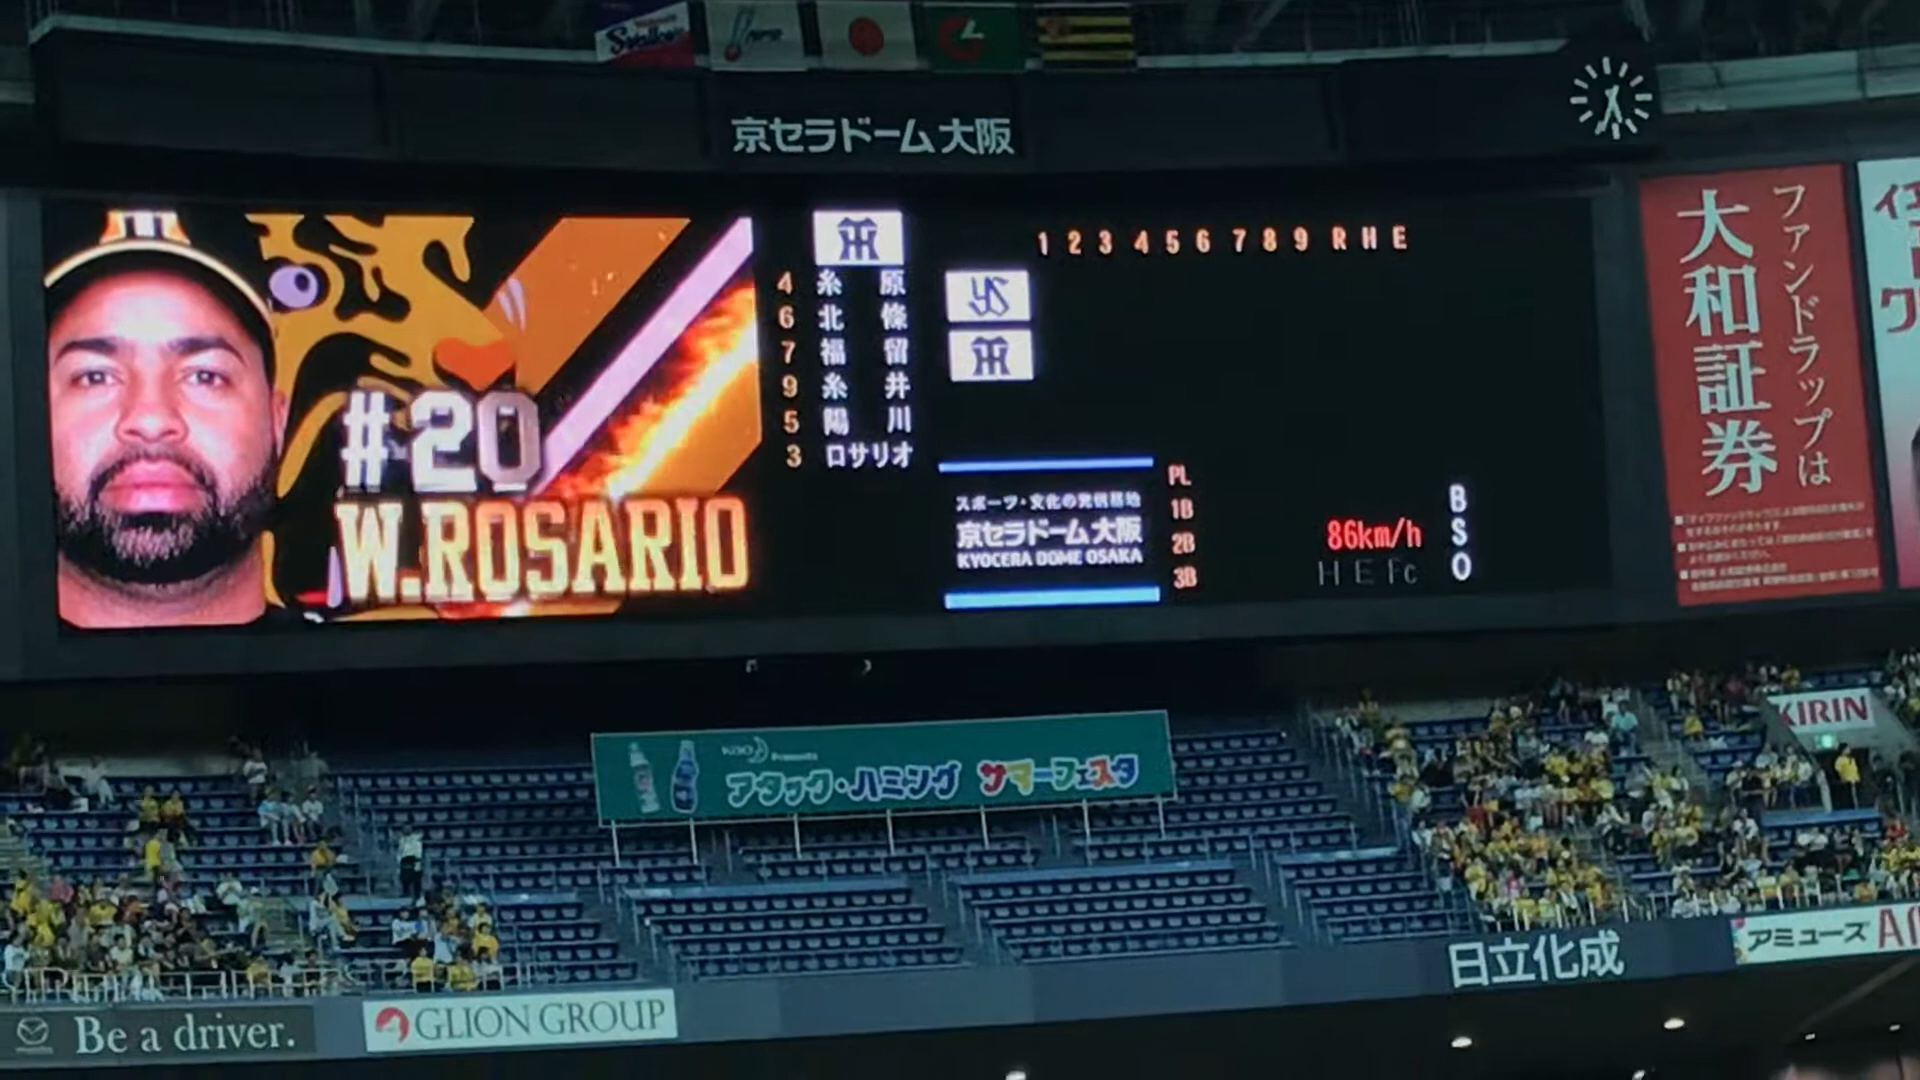 Swallows
京セラドーム大阪
#20
W.ROSARIO
4 糸原
6 北條
7 福留
9 糸井
5 陽川
3 ロサリオ
1 2 3 4 5 6 7 8 9 R H E
YS
スポーツ・文化の発信基地
京セラドーム大阪
KYOCERA DOME OSAKA
PL
1B
2B
3B
86km/h
H E Fc
B
S
O
ファンドラップは
大和証券
KIRIN
Kao Presents
アタック・ハミング サマーフェスタ
日立化成
アミューズ
Be a driver.
GLION GROUP